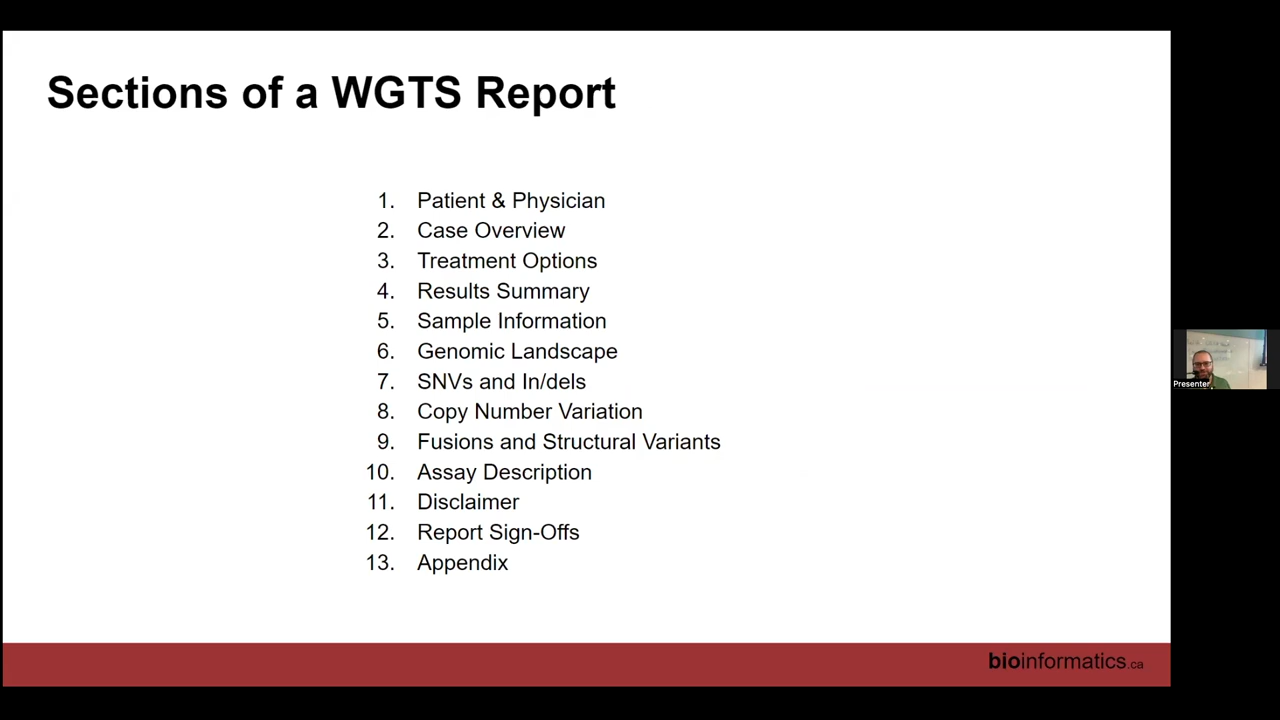 Sections of a WGTS Report
1. Patient & Physician
2. Case Overview
3. Treatment Options
4. Results Summary
5. Sample Information
6. Genomic Landscape
7. SNVs and In/dels
8. Copy Number Variation
9. Fusions and Structural Variants
10. Assay Description
11. Disclaimer
12. Report Sign-Offs
13. Appendix
Presenter
bioinformatics.ca